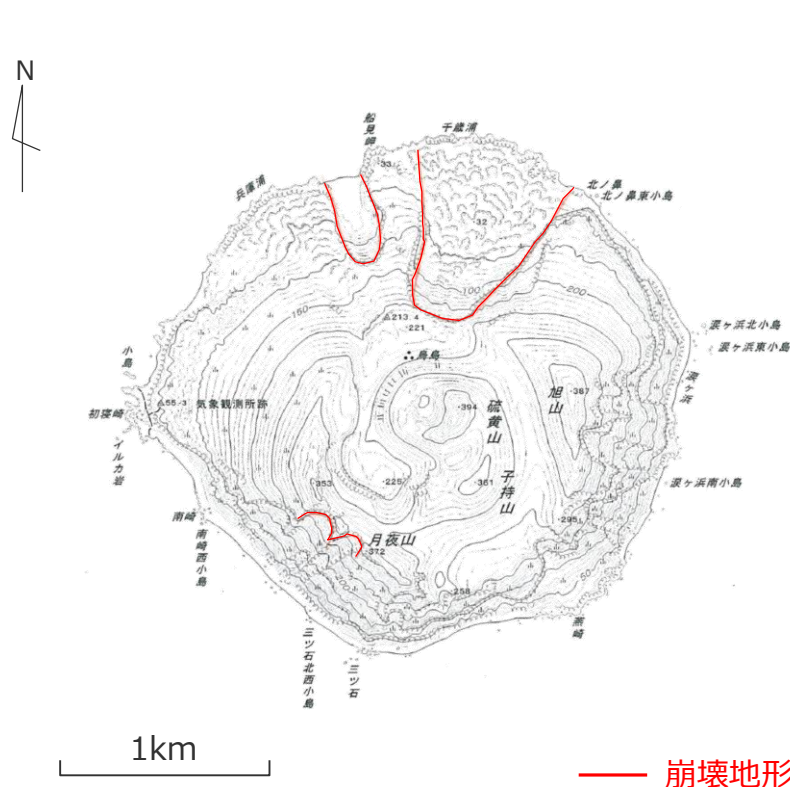 N
船見岬
千歳浦
・33
兵庫浦
北ノ鼻
北ノ鼻東小島
・32
100
200
150
△213.4
・221
鳥島
涙ヶ浜北小島
涙ヶ浜東小島
涙ヶ浜
小島
55.3
気象観測所跡
初寝崎
イルカ岩
旭山
・387
・394
硫黄山
・353
・225
・361
子持山
涙ヶ浜南小島
南崎
南崎西小島
月夜山
・372
200
・295
・258
50
燕崎
三ツ石北西小島
三ツ石
1km
崩壊地形